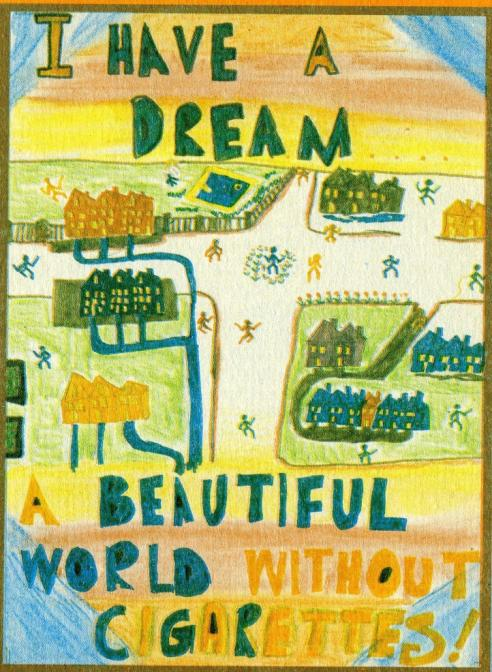 I HAVE A
DREAM.......
A BEAUTIFUL
WORLD WITHOUT
CIGARETTES!